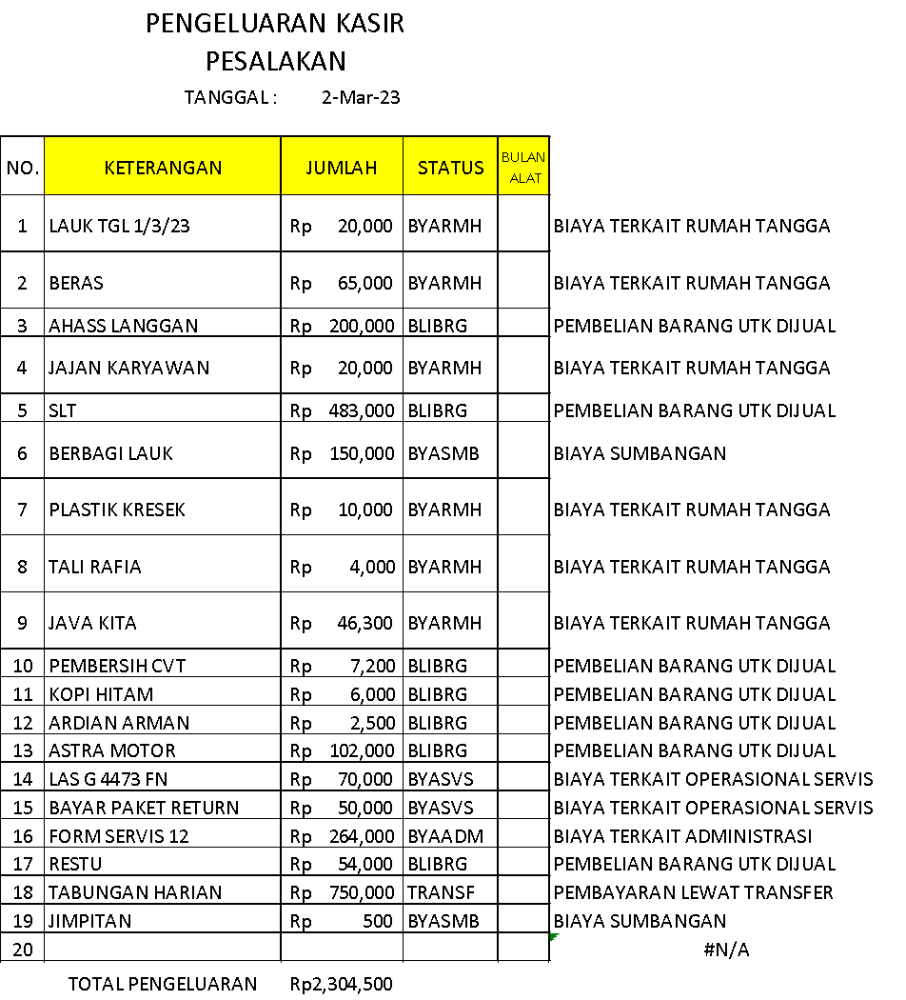 PENGELUARAN KASIR
PESALAKAN
TANGGAL : 2-Mar-23
NO. KETERANGAN JUMLAH STATUS BULAN ALAT
1 LAUK TGL 1/3/23 Rp 20,000 BYARMH BIAYA TERKAIT RUMAH TANGGA
2 BERAS Rp 65,000 BYARMH BIAYA TERKAIT RUMAH TANGGA
3 AHASS LANGGAN Rp 200,000 BLIBRG PEMBELIAN BARANG UTK DIJUAL
4 JAJAN KARYAWAN Rp 20,000 BYARMH BIAYA TERKAIT RUMAH TANGGA
5 SLT Rp 483,000 BLIBRG PEMBELIAN BARANG UTK DIJUAL
6 BERBAGI LAUK Rp 150,000 BYASMB BIAYA SUMBANGAN
7 PLASTIK KRESEK Rp 10,000 BYARMH BIAYA TERKAIT RUMAH TANGGA
8 TALI RAFIA Rp 4,000 BYARMH BIAYA TERKAIT RUMAH TANGGA
9 JAVA KITA Rp 46,300 BYARMH BIAYA TERKAIT RUMAH TANGGA
10 PEMBERSIH CVT Rp 7,200 BLIBRG PEMBELIAN BARANG UTK DIJUAL
11 KOPI HITAM Rp 6,000 BLIBRG PEMBELIAN BARANG UTK DIJUAL
12 ARDIAN ARMAN Rp 2,500 BLIBRG PEMBELIAN BARANG UTK DIJUAL
13 ASTRA MOTOR Rp 102,000 BLIBRG PEMBELIAN BARANG UTK DIJUAL
14 LAS G 4473 FN Rp 70,000 BYASVS BIAYA TERKAIT OPERASIONAL SERVIS
15 BAYAR PAKET RETURN Rp 50,000 BYASVS BIAYA TERKAIT OPERASIONAL SERVIS
16 FORM SERVIS 12 Rp 264,000 BYAADM BIAYA TERKAIT ADMINISTRASI
17 RESTU Rp 54,000 BLIBRG PEMBELIAN BARANG UTK DIJUAL
18 TABUNGAN HARIAN Rp 750,000 TRANSF PEMBAYARAN LEWAT TRANSFER
19 JIMPITAN Rp 500 BYASMB BIAYA SUMBANGAN
20 #N/A
TOTAL PENGELUARAN Rp2,304,500